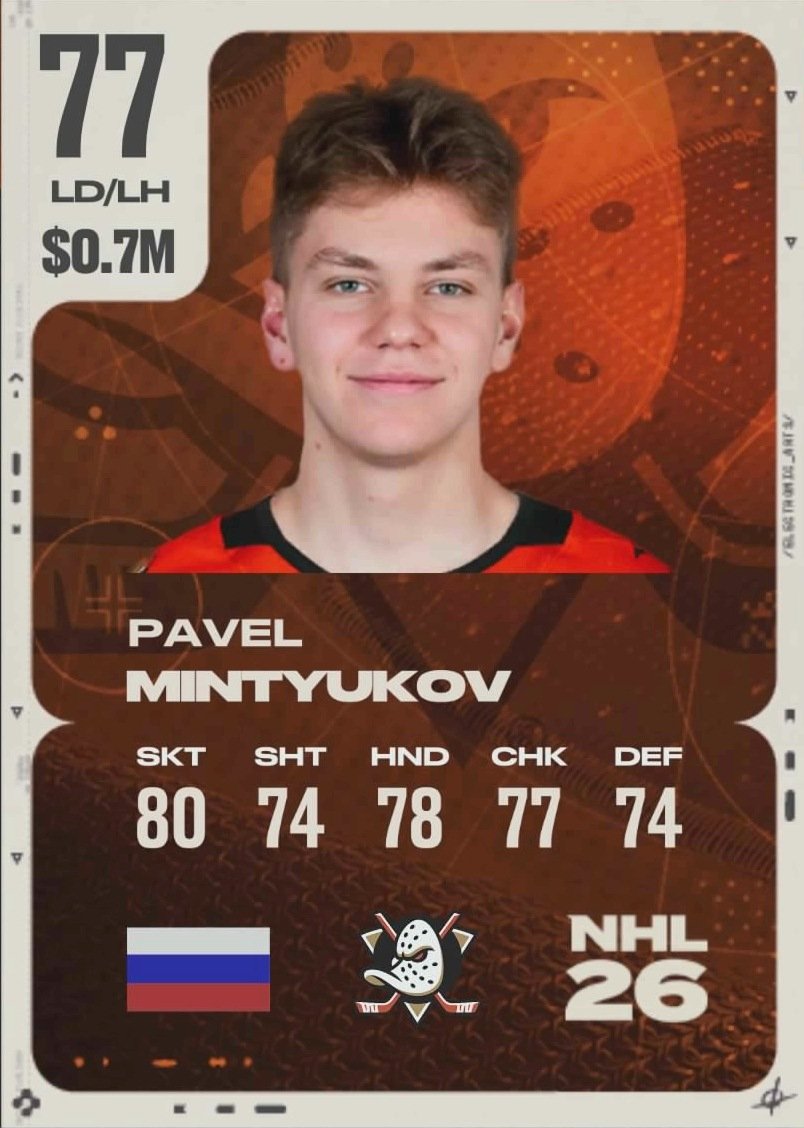 77
LD/LH
$0.7M
PAVEL
MINTYUKOV
SKT SHT HND CHK DEF
80 74 78 77 74
NHL
26
/ELECTRONIC_ARTS/